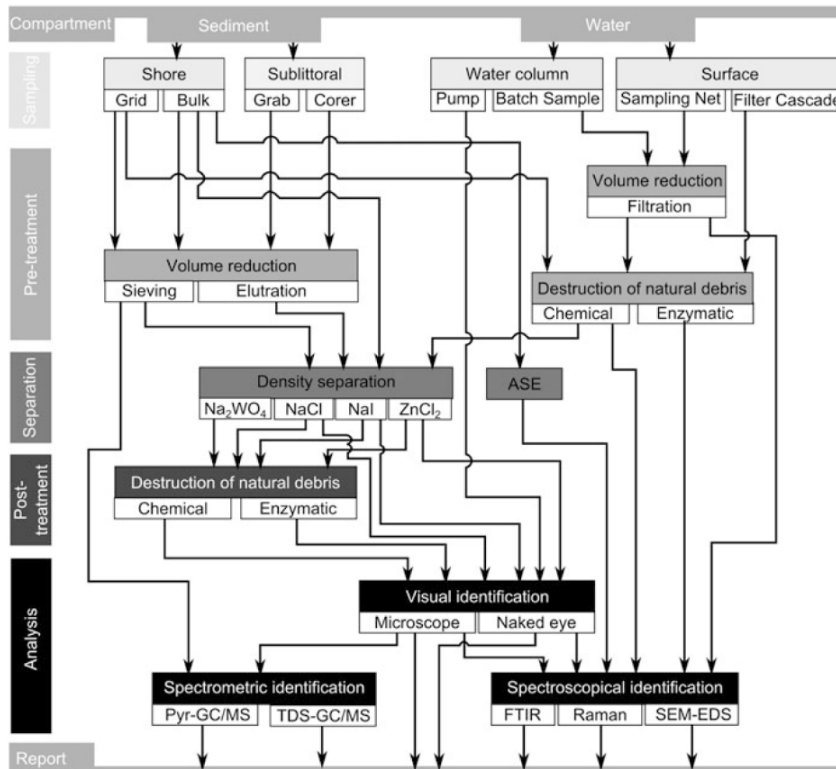 Compartment
Sediment
Water
Sampling
Shore
Sublittoral
Water column
Surface
Grid Bulk
Grab Corer
Pump Batch Sample
Sampling Net Filter Cascade
Pre-treatment
Volume reduction
Filtration
Volume reduction
Sieving Elutration
Destruction of natural debris
Chemical Enzymatic
Separation
Density separation
Na₂WO₄ NaCl NaI ZnCl₂
ASE
Post-
treatment
Destruction of natural debris
Chemical Enzymatic
Analysis
Visual identification
Microscope Naked eye
Spectrometric identification
Pyr-GC/MS TDS-GC/MS
Spectroscopical identification
FTIR Raman SEM-EDS
Report